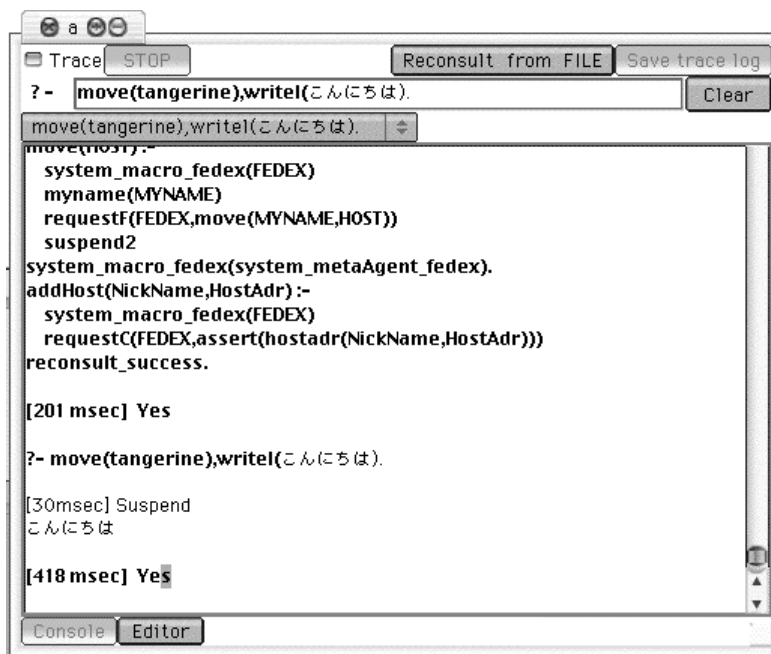 a
Trace STOP Reconsult from FILE Save trace log
?- move(tangerine),writel(こんにちは). Clear
move(tangerine),writel(こんにちは).
move(HOST):-
system_macro_fedex(FEDEX)
myname(MYNAME)
requestF(FEDEX,move(MYNAME,HOST))
suspend2
system_macro_fedex(system_metaAgent_fedex).
addHost(NickName,HostAdr):-
system_macro_fedex(FEDEX)
requestC(FEDEX,assert(hostadr(NickName,HostAdr)))
reconsult_success.
[201 msec] Yes
?- move(tangerine),writel(こんにちは).
[30msec] Suspend
こんにちは
[418 msec] Yes
Console Editor